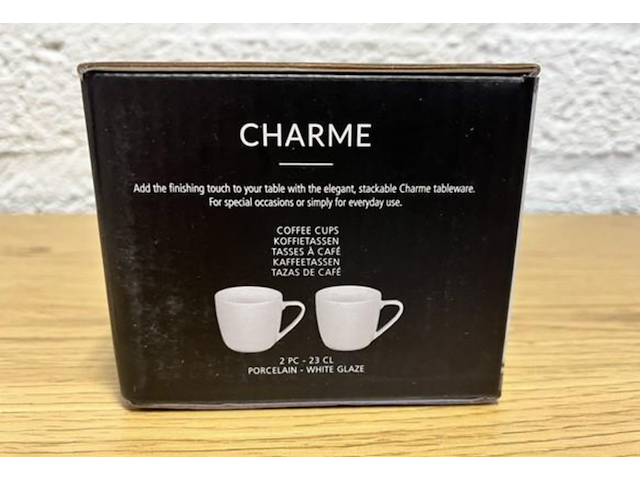 CHARME
Add the finishing touch to your table with the elegant, stackable Charme tableware.
For special occasions or simply for everyday use.
COFFEE CUPS
KOFFIETASSEN
TASSES À CAFÉ
KAFFEETASSEN
TAZAS DE CAFÉ
2 PC - 23 CL
PORCELAIN - WHITE GLAZE